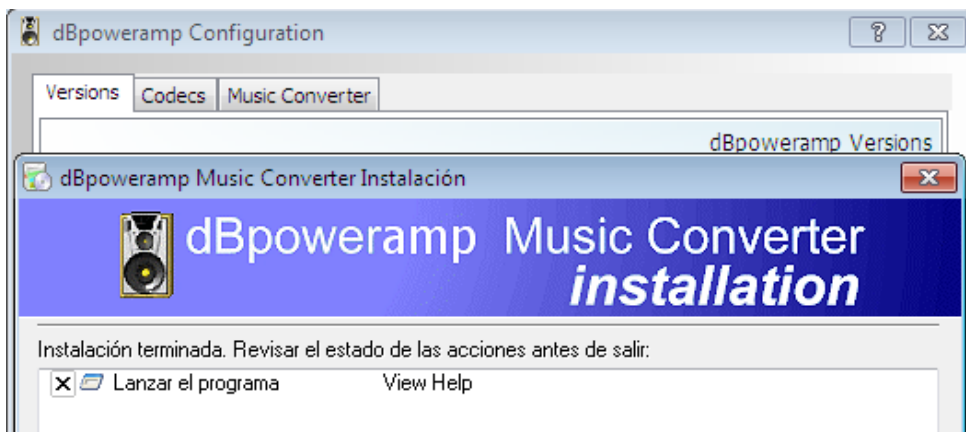 dBpoweramp Configuration
Versions Codecs Music Converter
dBpoweramp Versions
dBpoweramp Music Converter Instalación
dBpoweramp Music Converter
installation
Instalación terminada. Revisar el estado de las acciones antes de salir:
Lanzar el programa View Help